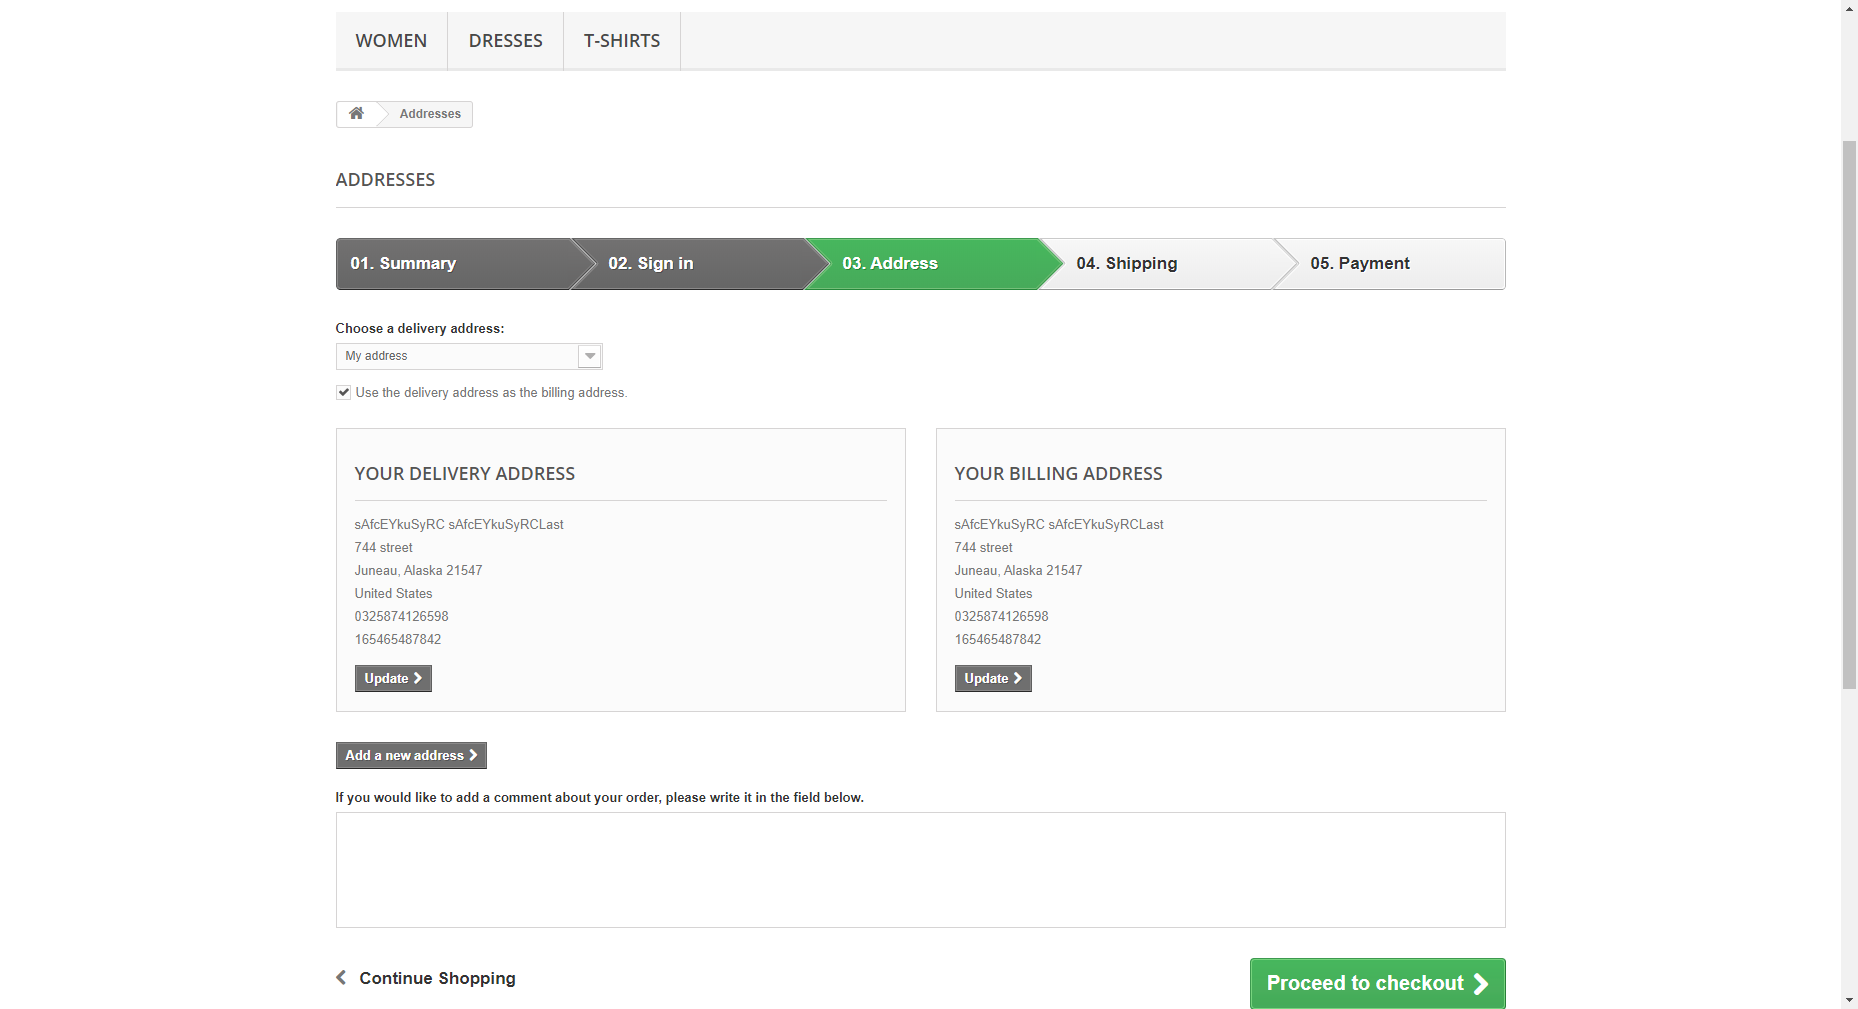 WOMEN DRESSES T-SHIRTS
Addresses
ADDRESSES
01. Summary 02. Sign in 03. Address 04. Shipping 05. Payment
Choose a delivery address:
My address
Use the delivery address as the billing address.
YOUR DELIVERY ADDRESS
sAfcEYkuSyRC sAfcEYkuSyRCLast
744 street
Juneau, Alaska 21547
United States
0325874126598
165465487842
Update
YOUR BILLING ADDRESS
sAfcEYkuSyRC sAfcEYkuSyRCLast
744 street
Juneau, Alaska 21547
United States
0325874126598
165465487842
Update
Add a new address
If you would like to add a comment about your order, please write it in the field below.
Continue Shopping
Proceed to checkout